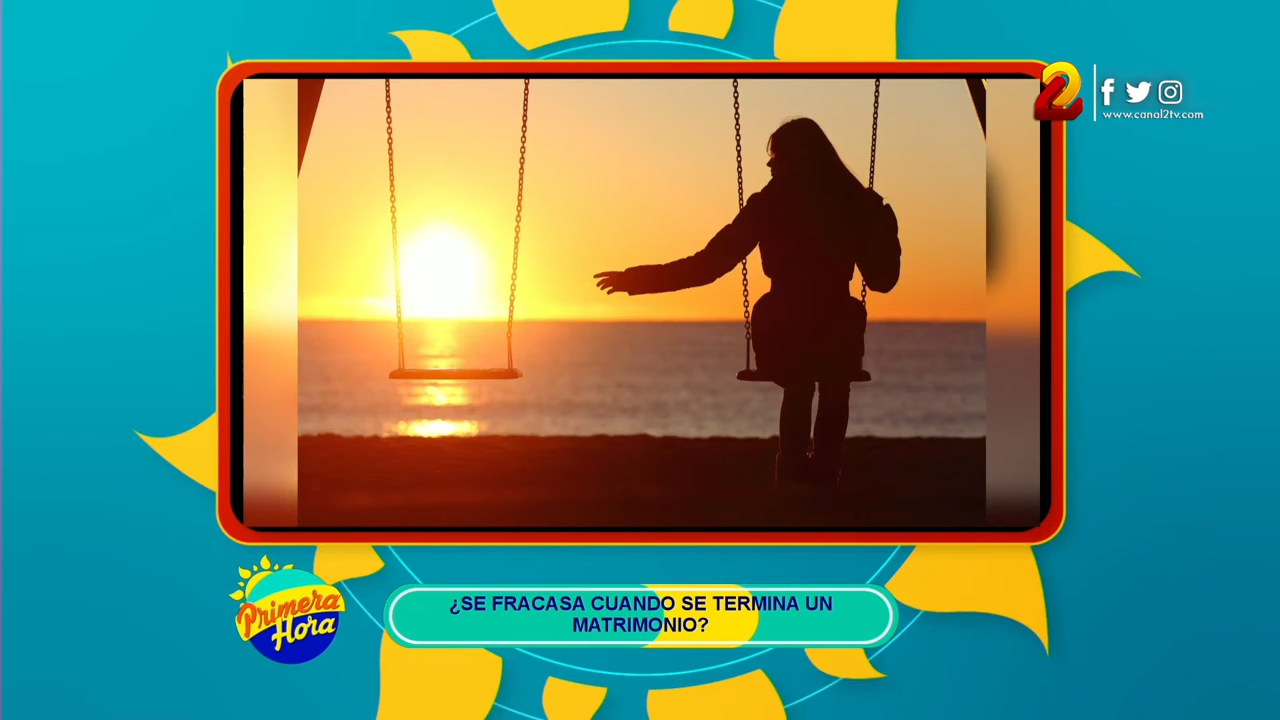 2
www.canal2tv.com
Primera
Hora
¿SE FRACASA CUANDO SE TERMINA UN
MATRIMONIO?